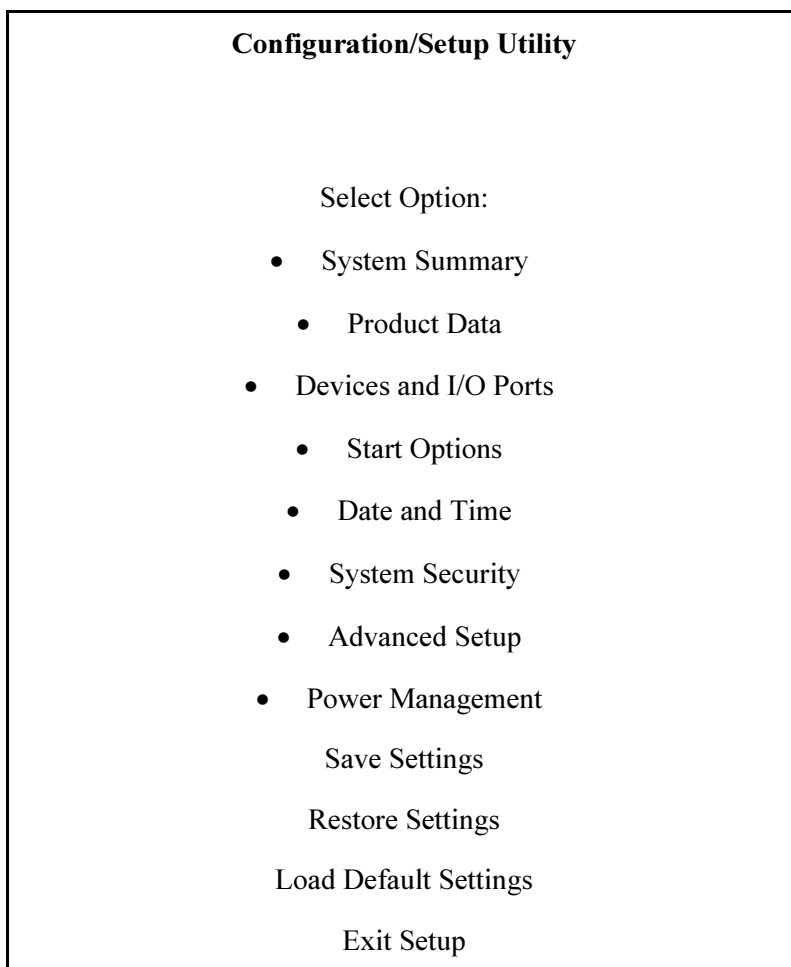 Configuration/Setup Utility
Select Option:
• System Summary
• Product Data
• Devices and I/O Ports
• Start Options
• Date and Time
• System Security
• Advanced Setup
• Power Management
Save Settings
Restore Settings
Load Default Settings
Exit Setup